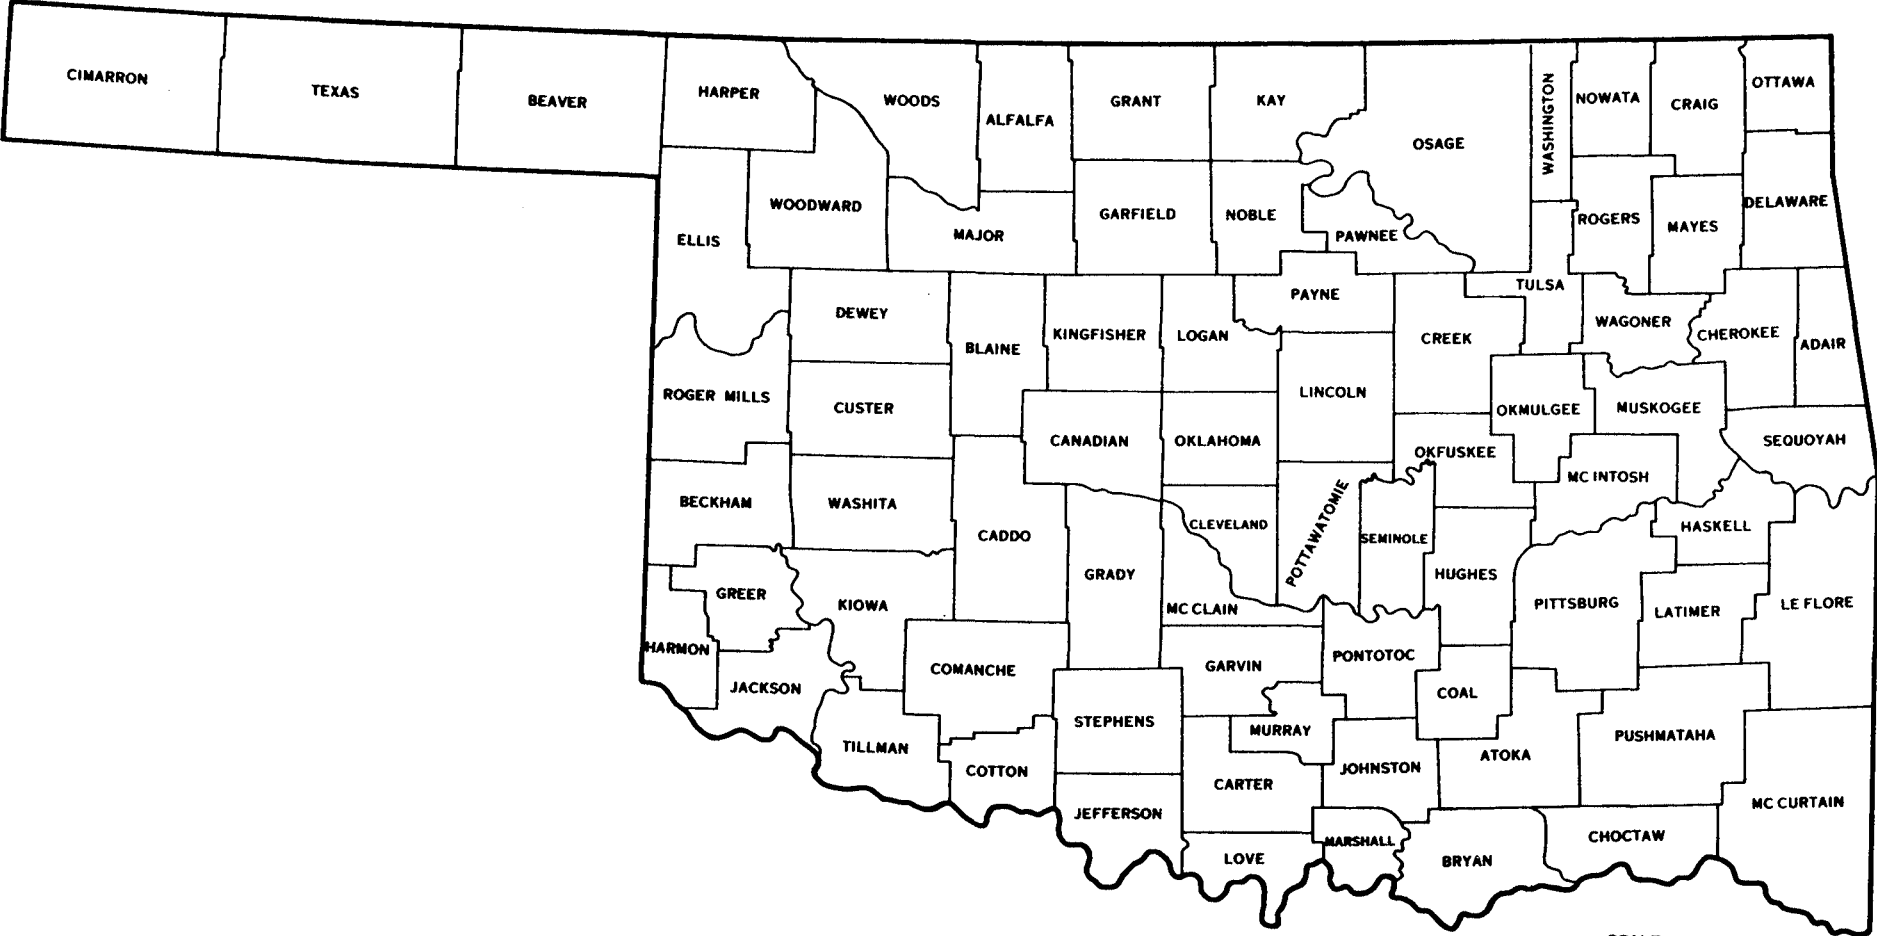 CIMARRON
TEXAS
BEAVER
HARPER
WOODS
ALFALFA
GRANT
KAY
OSAGE
WASHINGTON
NOWATA
CRAIG
OTTAWA
ELLIS
WOODWARD
MAJOR
GARFIELD
NOBLE
PAWNEE
ROGERS
MAYES
DELAWARE
DEWEY
BLAINE
KINGFISHER
LOGAN
PAYNE
CREEK
TULSA
WAGONER
CHEROKEE
ADAIR
ROGER MILLS
CUSTER
CANADIAN
OKLAHOMA
LINCOLN
OKFUSKEE
OKMULGEE
MUSKOGEE
SEQUOYAH
BECKHAM
WASHITA
CADDO
GRADY
CLEVELAND
POTTAWATOMIE
SEMINOLE
HUGHES
MC INTOSH
HASKELL
GREER
KIOWA
MC CLAIN
PITTSBURG
LATIMER
LE FLORE
HARMON
JACKSON
COMANCHE
GARVIN
PONTOTOC
COAL
TILLMAN
COTTON
STEPHENS
MURRAY
JOHNSTON
ATOKA
PUSHMATAHA
JEFFERSON
CARTER
MARSHALL
BRYAN
CHOCTAW
MC CURTAIN
LOVE